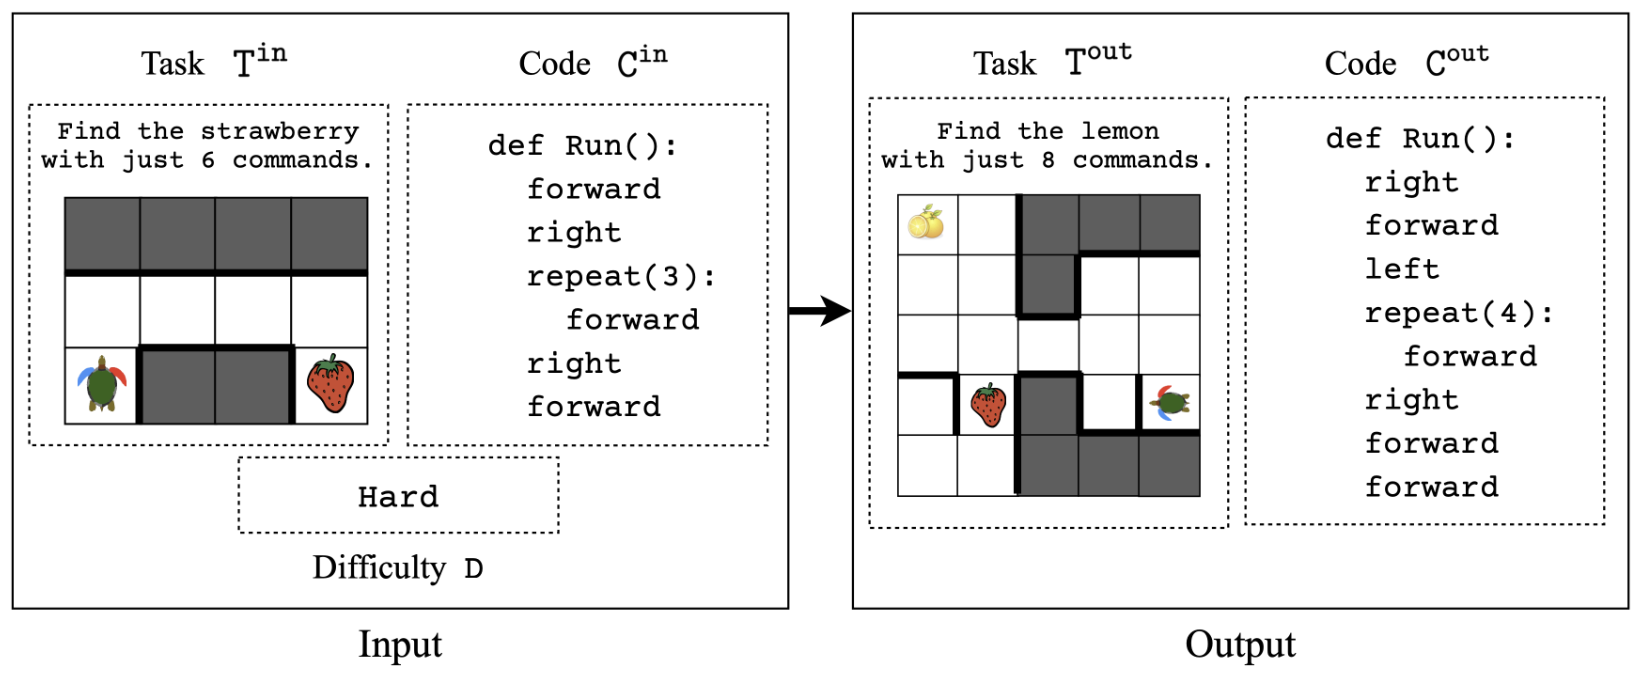 Task T^in
Code C^in
Find the strawberry
with just 6 commands.
def Run():
forward
right
repeat(3):
forward
right
forward
Hard
Difficulty D
Input
Task T^out
Code C^out
Find the lemon
with just 8 commands.
def Run():
right
forward
left
repeat(4):
forward
right
forward
forward
Output